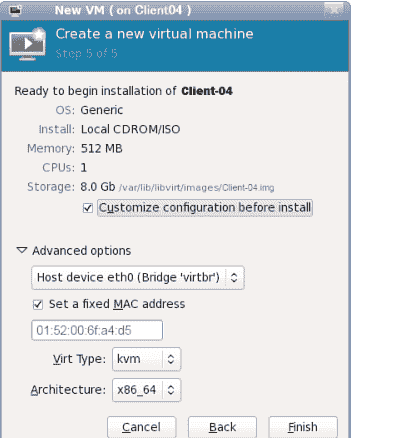 New VM ( on Client04 )
Create a new virtual machine
Step 5 of 5
Ready to begin installation of Client-04
OS: Generic
Install: Local CDROM/ISO
Memory: 512 MB
CPUs: 1
Storage: 8.0 Gb /var/lib/libvirt/images/Client-04.img
Customize configuration before install
Advanced options
Host device eth0 (Bridge 'virtbr')
Set a fixed MAC address
01:52:00:6f:a4:d5
Virt Type: kvm
Architecture: x86_64
Cancel Back Finish